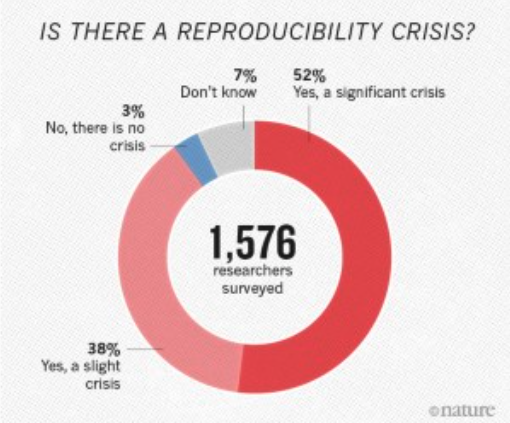 IS THERE A REPRODUCIBILITY CRISIS?
7%
Don't know
52%
Yes, a significant crisis
3%
No, there is no
crisis
1,576
researchers
surveyed
38%
Yes, a slight
crisis
©nature